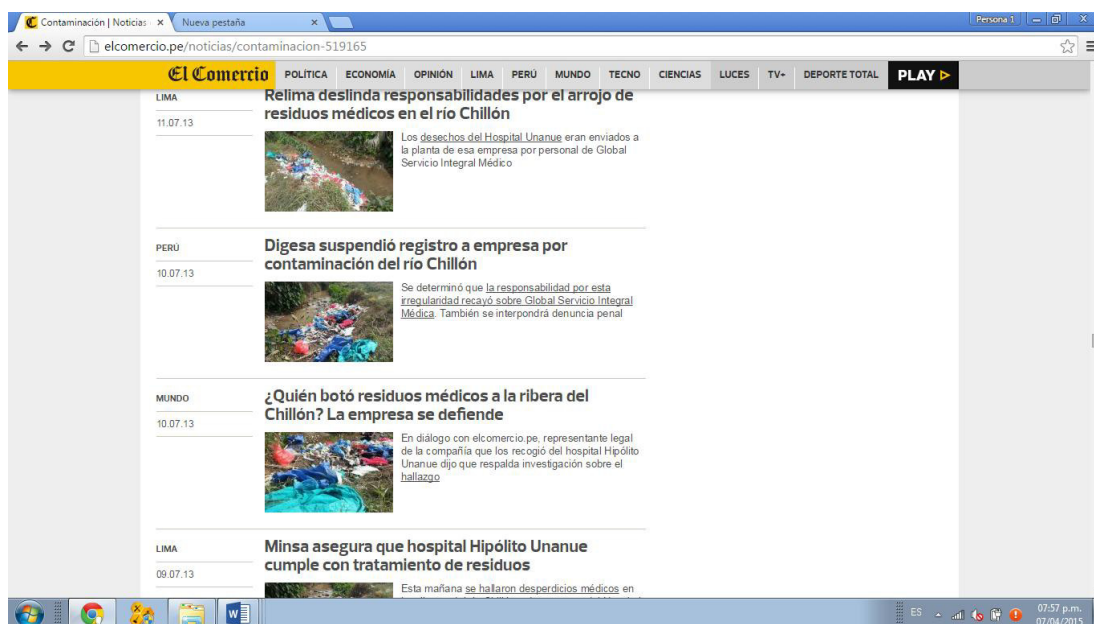 Contaminación | Noticias
Nueva pestaña
Persona 1
elcomercio.pe/noticias/contaminacion-519165
El Comercio POLÍTICA ECONOMÍA OPINIÓN LIMA PERÚ MUNDO TECNO CIENCIAS LUCES TV+ DEPORTE TOTAL PLAY
LIMA
11.07.13
Relima deslinda responsabilidades por el arrojo de
residuos médicos en el río Chillón
Los desechos del Hospital Unanue eran enviados a
la planta de esa empresa por personal de Global
Servicio Integral Médico
PERÚ
10.07.13
Digesa suspendió registro a empresa por
contaminación del río Chillón
Se determinó que la responsabilidad por esta
irregularidad recayó sobre Global Servicio Integral
Médica. También se interpondrá denuncia penal
MUNDO
10.07.13
¿Quién botó residuos médicos a la ribera del
Chillón? La empresa se defiende
En diálogo con elcomercio.pe, representante legal
de la compañía que los recogió del hospital Hipólito
Unanue dijo que respalda investigación sobre el
hallazgo
LIMA
09.07.13
Minsa asegura que hospital Hipólito Unanue
cumple con tratamiento de residuos
Esta mañana se hallaron desperdicios médicos en
ES
07:57 p.m.
07/04/2015